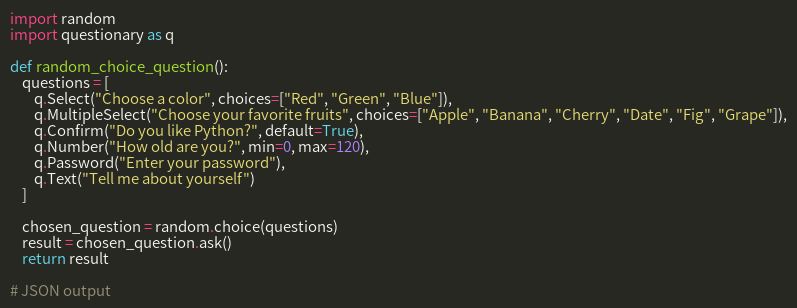 import random
import questionary as q
def random_choice_question():
questions = [
q.Select("Choose a color", choices=["Red", "Green", "Blue"]),
q.MultipleSelect("Choose your favorite fruits", choices=["Apple", "Banana", "Cherry", "Date", "Fig", "Grape"]),
q.Confirm("Do you like Python?", default=True),
q.Number("How old are you?", min=0, max=120),
q.Password("Enter your password"),
q.Text("Tell me about yourself")
]
chosen_question = random.choice(questions)
result = chosen_question.ask()
return result
# JSON output